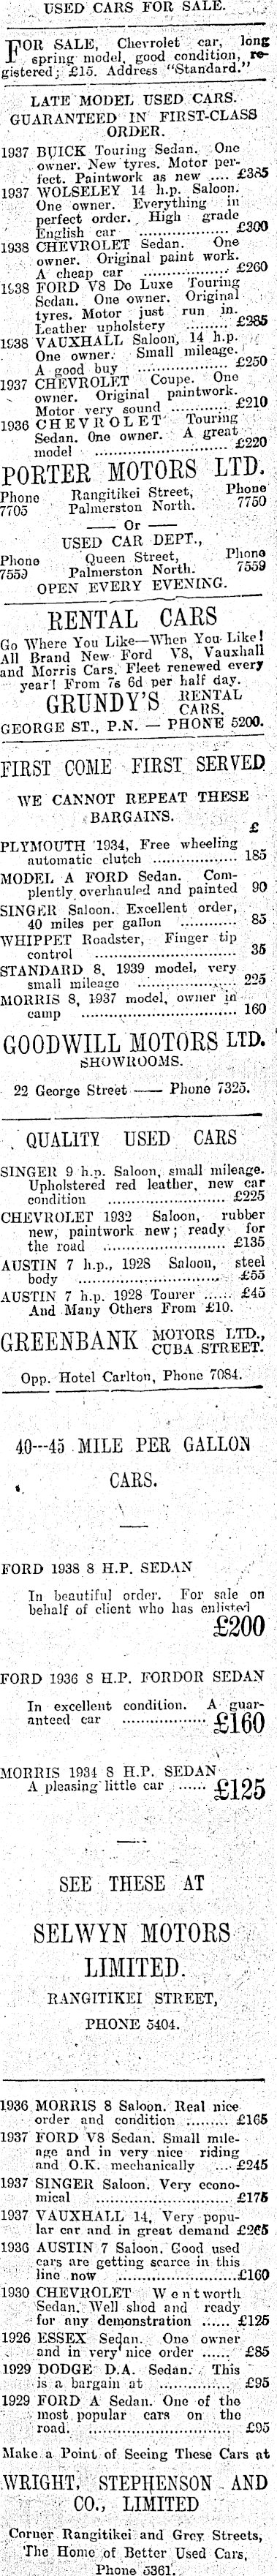 USED CARS FOR SALE.
FOR SALE, Chevrolet car, long
spring model, good condition, re-
gistered; £15. Address "Standard."
LATE MODEL USED CARS.
GUARANTEED IN FIRST-CLASS
ORDER.
1937 BUICK Touring Sedan. One
owner. New tyres. Motor per-
fect. Paintwork as new .... £385
1937 WOLSELEY 14 h.p. Saloon.
One owner. Everything in
perfect order. High grade
English car .................. £300
1938 CHEVROLET Sedan. One
owner. Original paint work.
A cheap car ................ £260
1938 FORD V8 De Luxe Touring
Sedan. One owner. Original
tyres. Motor just run in.
Leather upholstery ............ £285
1938 VAUXHALL Saloon, 14 h.p.
One owner. Small mileage.
A good buy .................. £250
1937 CHEVROLET Coupe. One
owner. Original paintwork.
Motor very sound ............ £210
1936 CHEVROLET Touring
Sedan. One owner. A great
model ...................... £220
PORTER MOTORS LTD.
Phone Rangitikei Street, Phone
7705 Palmerston North. 7750
— Or —
USED CAR DEPT.,
Phone Queen Street, Phone
7559 Palmerston North. 7559
OPEN EVERY EVENING.
RENTAL CARS
Go Where You Like—When You Like!
All Brand New Ford V8, Vauxhall
and Morris Cars. Fleet renewed every
year! From 7s 6d per half day.
GRUNDY'S RENTAL CARS.
GEORGE ST., P.N. — PHONE 5200.
FIRST COME FIRST SERVED
WE CANNOT REPEAT THESE
BARGAINS.
£
PLYMOUTH 1934, Free wheeling
automatic clutch ................ 185
MODEL A FORD Sedan. Com-
plently overhauled and painted 90
SINGER Saloon. Excellent order,
40 miles per gallon ............ 85
WHIPPET Roadster, Finger tip
control ........................ 35
STANDARD 8, 1939 model, very
small mileage .................. 225
MORRIS 8, 1937 model, owner in
camp .......................... 160
GOODWILL MOTORS LTD.
SHOWROOMS.
22 George Street —— Phone 7325.
QUALITY USED CARS
SINGER 9 h.p. Saloon, small mileage.
Upholstered red leather, new car
condition .................... £225
CHEVROLET 1932 Saloon, rubber
new, paintwork new; ready for
the road .................... £135
AUSTIN 7 h.p., 1928 Saloon, steel
body ........................ £55
AUSTIN 7 h.p. 1928 Tourer ...... £45
And Many Others From £10.
GREENBANK MOTORS LTD., CUBA STREET.
Opp. Hotel Carlton, Phone 7084.
40---45 MILE PER GALLON
CARS.
FORD 1938 8 H.P. SEDAN
In beautiful order. For sale on
behalf of client who has enlisted
£200
FORD 1936 8 H.P. FORDOR SEDAN
In excellent condition. A guar-
anteed car ................ £160
MORRIS 1934 8 H.P. SEDAN
A pleasing little car ...... £125
SEE THESE AT
SELWYN MOTORS
LIMITED.
RANGITIKEI STREET,
PHONE 5404.
1936 MORRIS 8 Saloon. Real nice
order and condition ......... £165
1937 FORD V8 Sedan. Small mile-
age and in very nice riding
and O.K. mechanically .... £245
1937 SINGER Saloon. Very econo-
mical ........................ £175
1937 VAUXHALL 14, Very popu-
lar car and in great demand £265
1936 AUSTIN 7 Saloon. Good used
cars are getting scarce in this
line now .................... £160
1930 CHEVROLET Wentworth
Sedan. Well shod and ready
for any demonstration ...... £125
1926 ESSEX Sedan. One owner
and in very nice order ...... £85
1929 DODGE D.A. Sedan. This
is a bargain at .............. £95
1929 FORD A Sedan. One of the
most popular cars on the
road. ........................ £95
Make a Point of Seeing These Cars at
WRIGHT, STEPHENSON AND
CO., LIMITED
Corner Rangitikei and Grey Streets,
The Home of Better Used Cars,
Phone 5361.